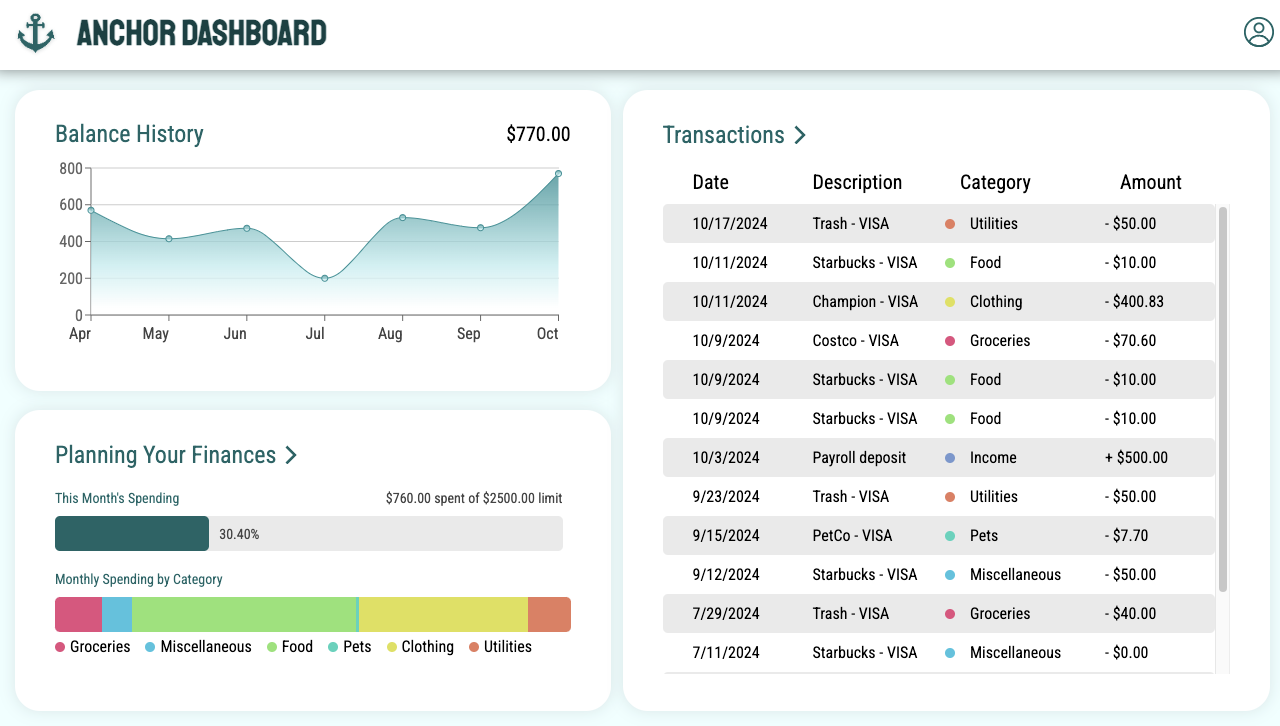 ANCHOR DASHBOARD
Balance History $770.00
800
600
400
200
0
Apr May Jun Jul Aug Sep Oct
Planning Your Finances
This Month's Spending $760.00 spent of $2500.00 limit
30.40%
Monthly Spending by Category
Groceries Miscellaneous Food Pets Clothing Utilities
Transactions
Date Description Category Amount
10/17/2024 Trash - VISA Utilities - $50.00
10/11/2024 Starbucks - VISA Food - $10.00
10/11/2024 Champion - VISA Clothing - $400.83
10/9/2024 Costco - VISA Groceries - $70.60
10/9/2024 Starbucks - VISA Food - $10.00
10/9/2024 Starbucks - VISA Food - $10.00
10/3/2024 Payroll deposit Income + $500.00
9/23/2024 Trash - VISA Utilities - $50.00
9/15/2024 PetCo - VISA Pets - $7.70
9/12/2024 Starbucks - VISA Miscellaneous - $50.00
7/29/2024 Trash - VISA Groceries - $40.00
7/11/2024 Starbucks - VISA Miscellaneous - $0.00